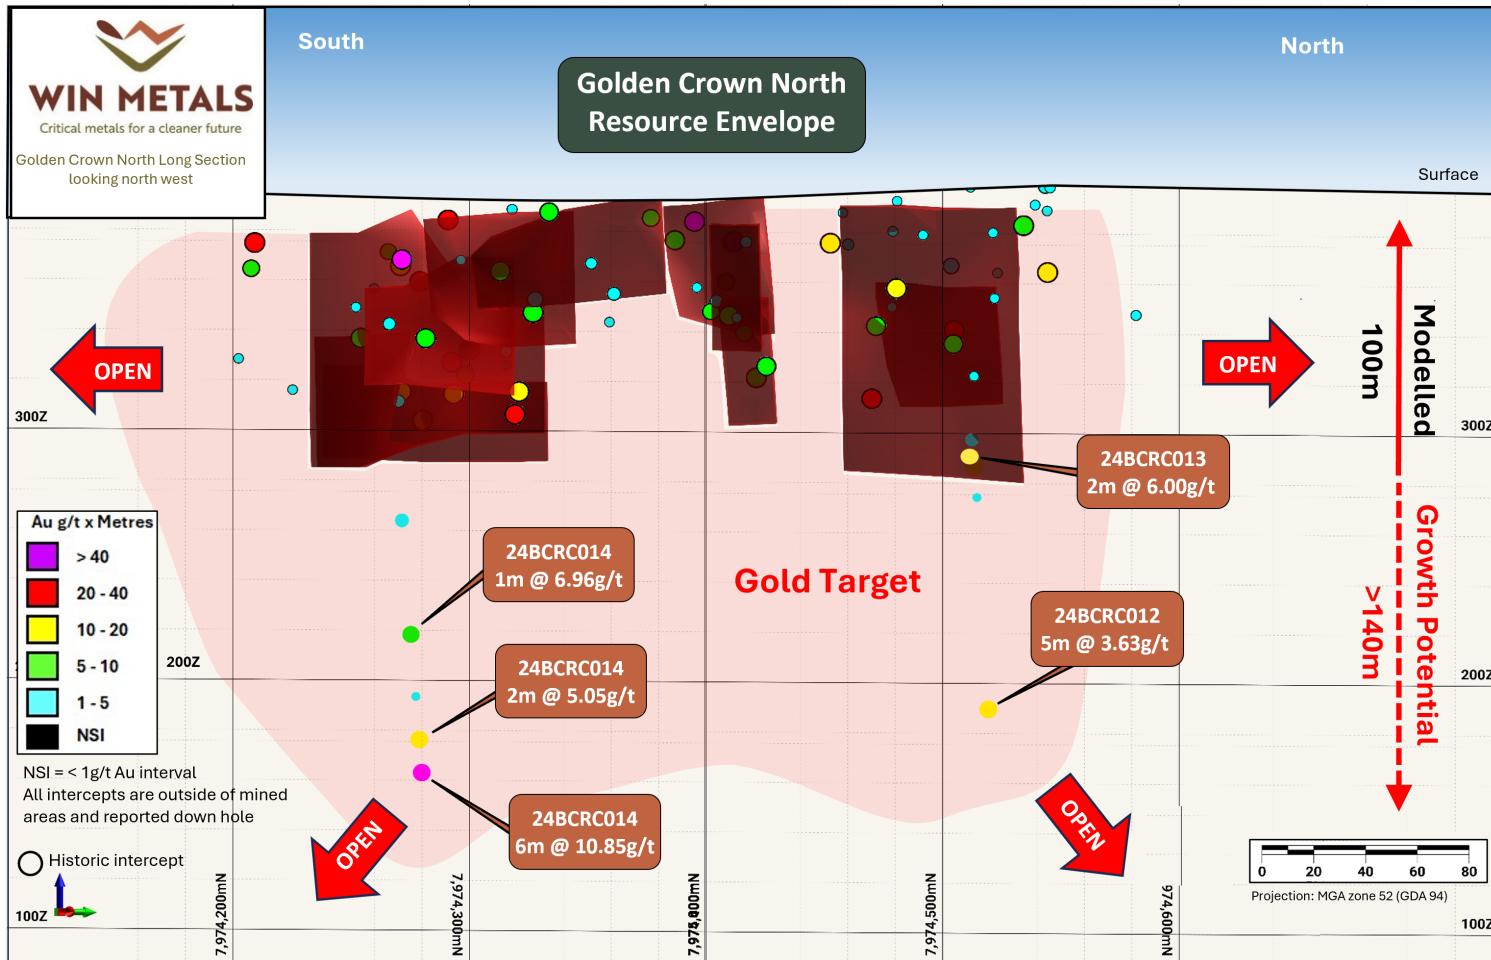 WIN METALS
Critical metals for a cleaner future
Golden Crown North Long Section
looking north west
South
Golden Crown North
Resource Envelope
North
Surface
OPEN
OPEN
Modelled
100m
300Z
300Z
24BCRC013
2m @ 6.00g/t
Au g/t x Metres
> 40
20 - 40
10 - 20
5 - 10
1 - 5
NSI
24BCRC014
1m @ 6.96g/t
Gold Target
24BCRC012
5m @ 3.63g/t
Growth Potential
>140m
200Z
200Z
24BCRC014
2m @ 5.05g/t
NSI = < 1g/t Au interval
All intercepts are outside of mined
areas and reported down hole
24BCRC014
6m @ 10.85g/t
OPEN
OPEN
Historic intercept
0 20 40 60 80
Projection: MGA zone 52 (GDA 94)
100Z
100Z
7,974,200mN
7,974,300mN
7,974,500mN
974,600mN